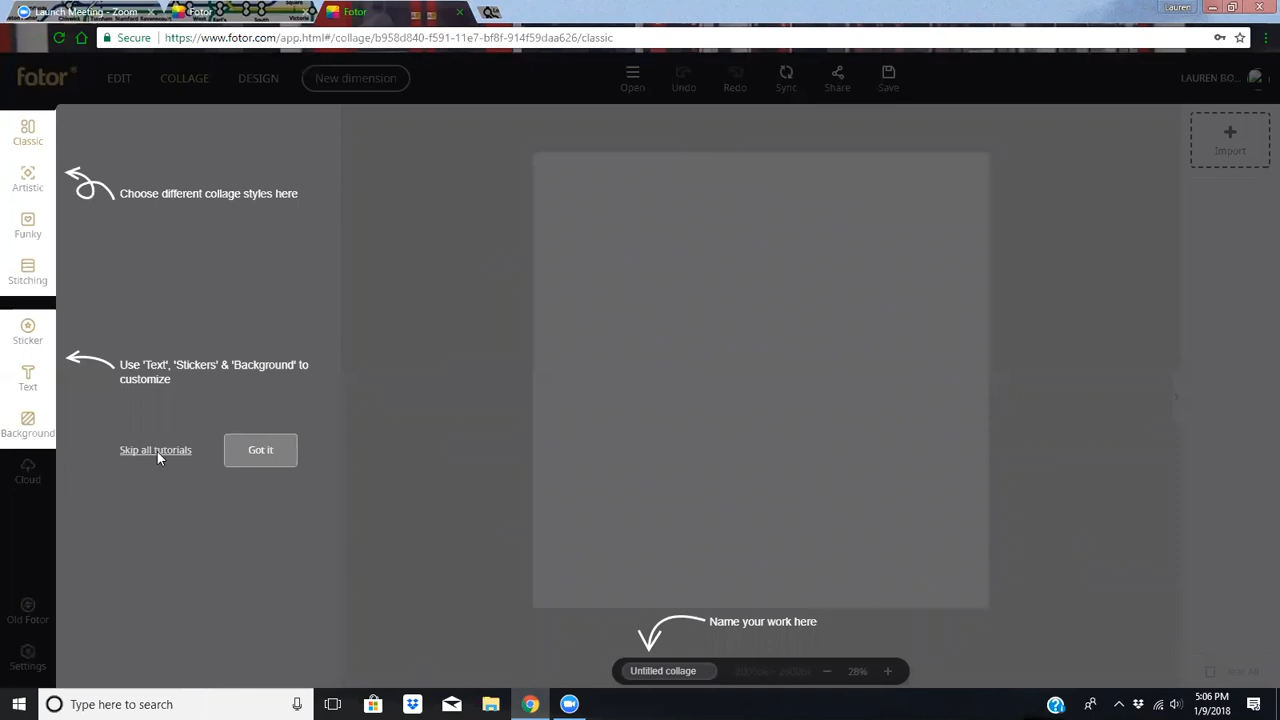 Launch Meeting - Zoom
Fotor
Fotor
Lauren
Secure
https://www.fotor.com/app.html#/collage/b958d840-f591-11e7-bf8f-914f59daa626/classic
fotor
EDIT
COLLAGE
DESIGN
New dimension
Open
Undo
Redo
Sync
Share
Save
LAUREN BO...
Classic
Artistic
Funky
Stitching
Sticker
Text
Background
Cloud
Old Fotor
Settings
Choose different collage styles here
Use 'Text', 'Stickers' & 'Background' to
customize
Skip all tutorials
Got it
Import
Name your work here
Untitled collage
28%
Clear All
Type here to search
5:06 PM
1/9/2018